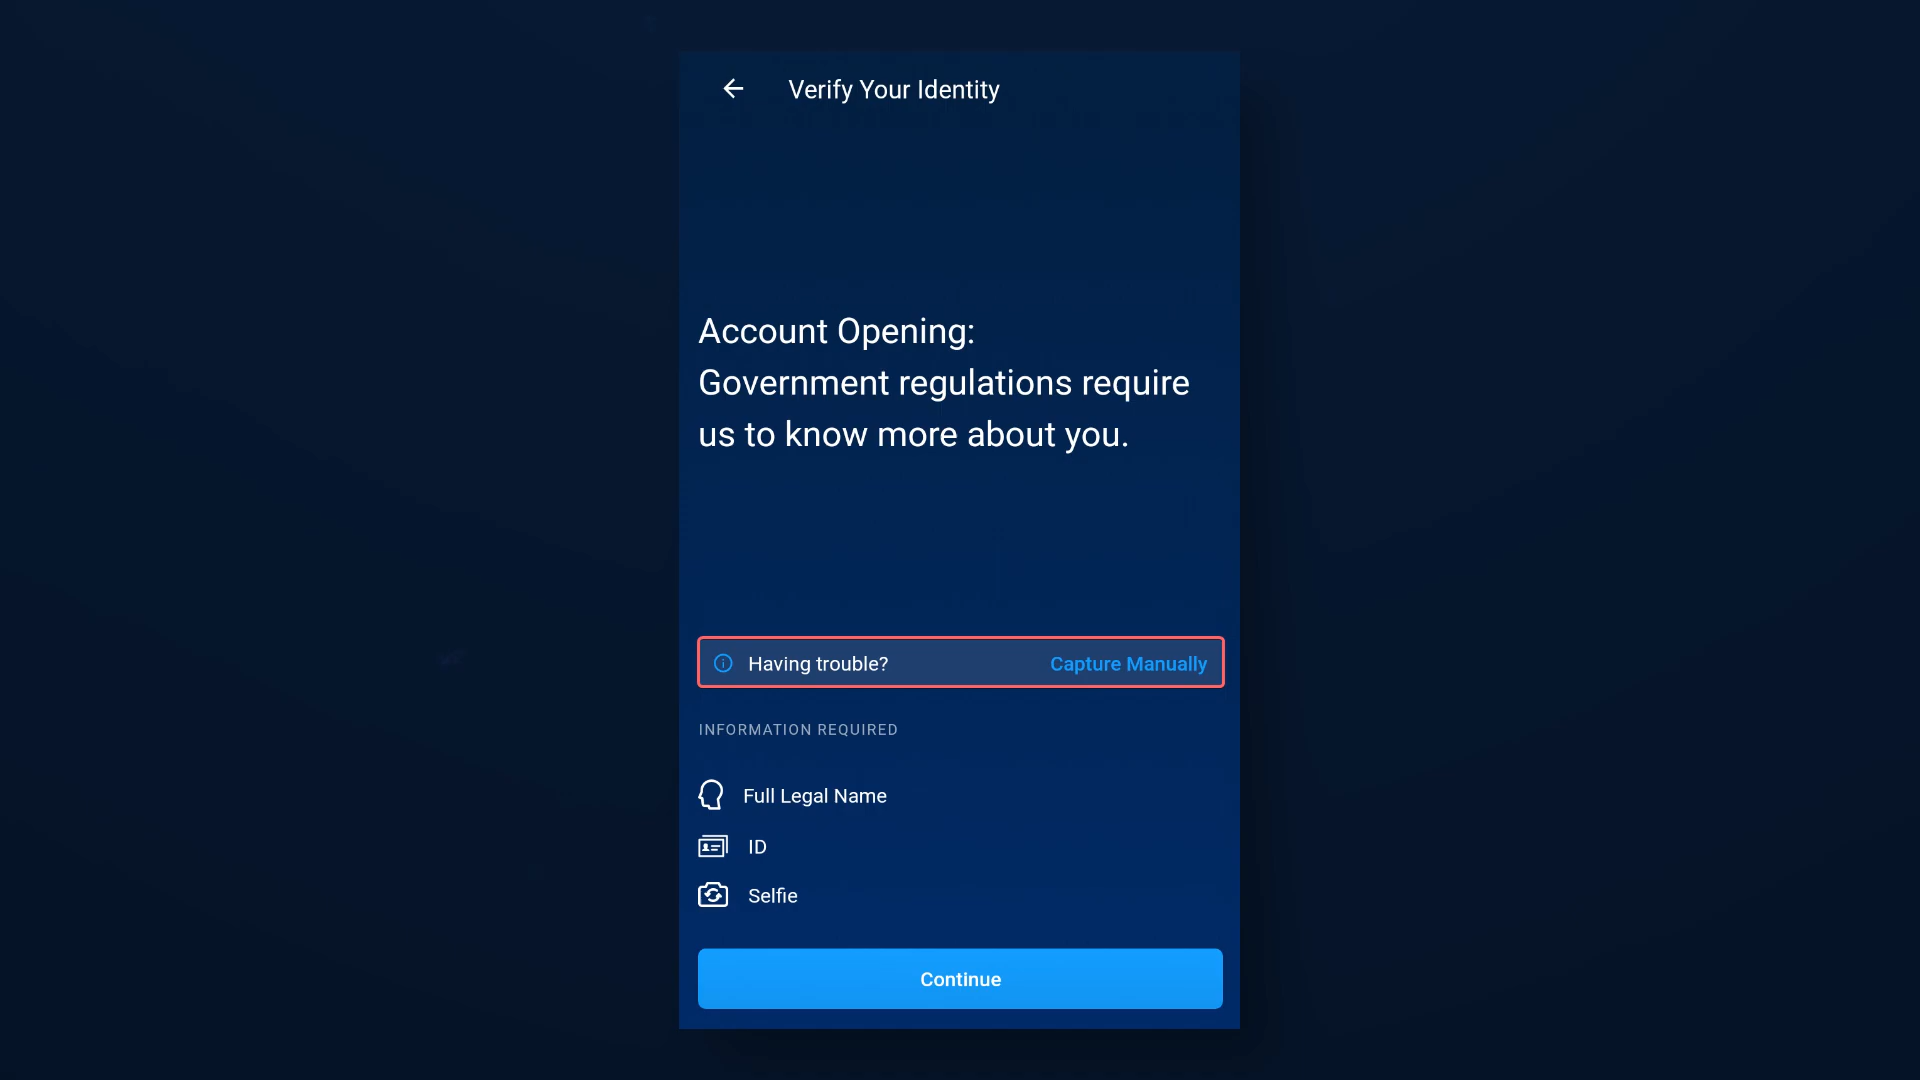 Verify Your Identity
Account Opening:
Government regulations require
us to know more about you.
Having trouble? Capture Manually
INFORMATION REQUIRED
Full Legal Name
ID
Selfie
Continue